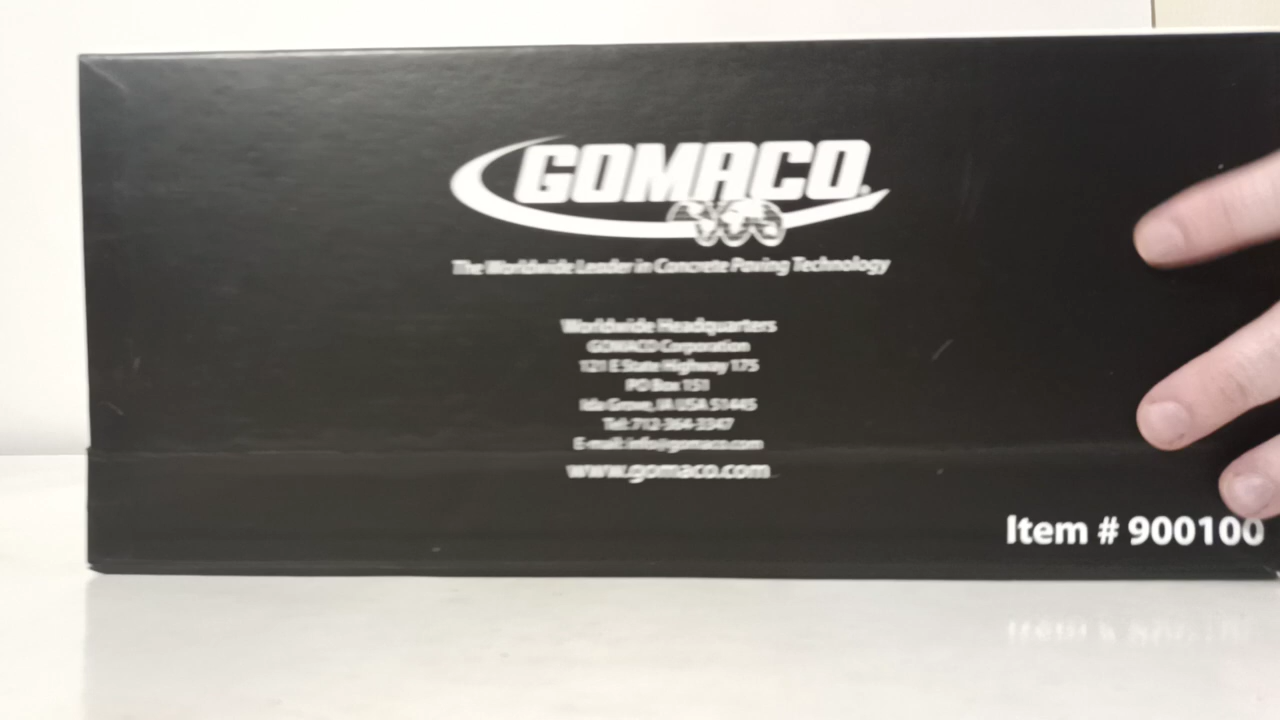 GOMACO®
The Worldwide Leader in Concrete Paving Technology
Worldwide Headquarters
GOMACO Corporation
121 E State Highway 175
PO Box 151
Ida Grove, IA USA 51445
Tel: 712-364-3347
E-mail: info@gomaco.com
www.gomaco.com
Item # 900100